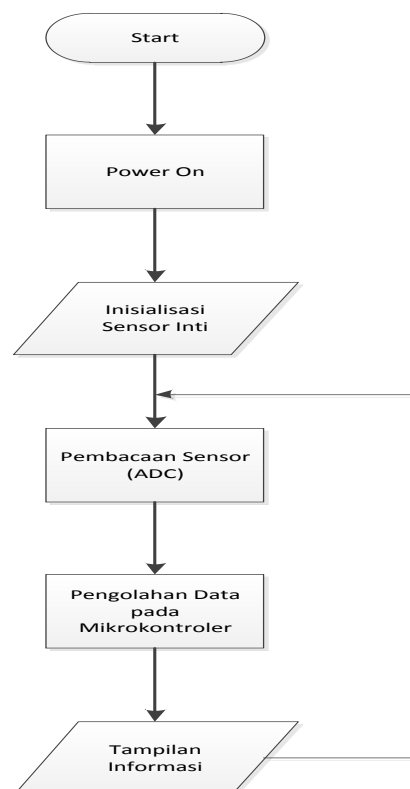 Start
Power On
Inisialisasi
Sensor Inti
Pembacaan Sensor
(ADC)
Pengolahan Data
pada
Mikrokontroler
Tampilan
Informasi